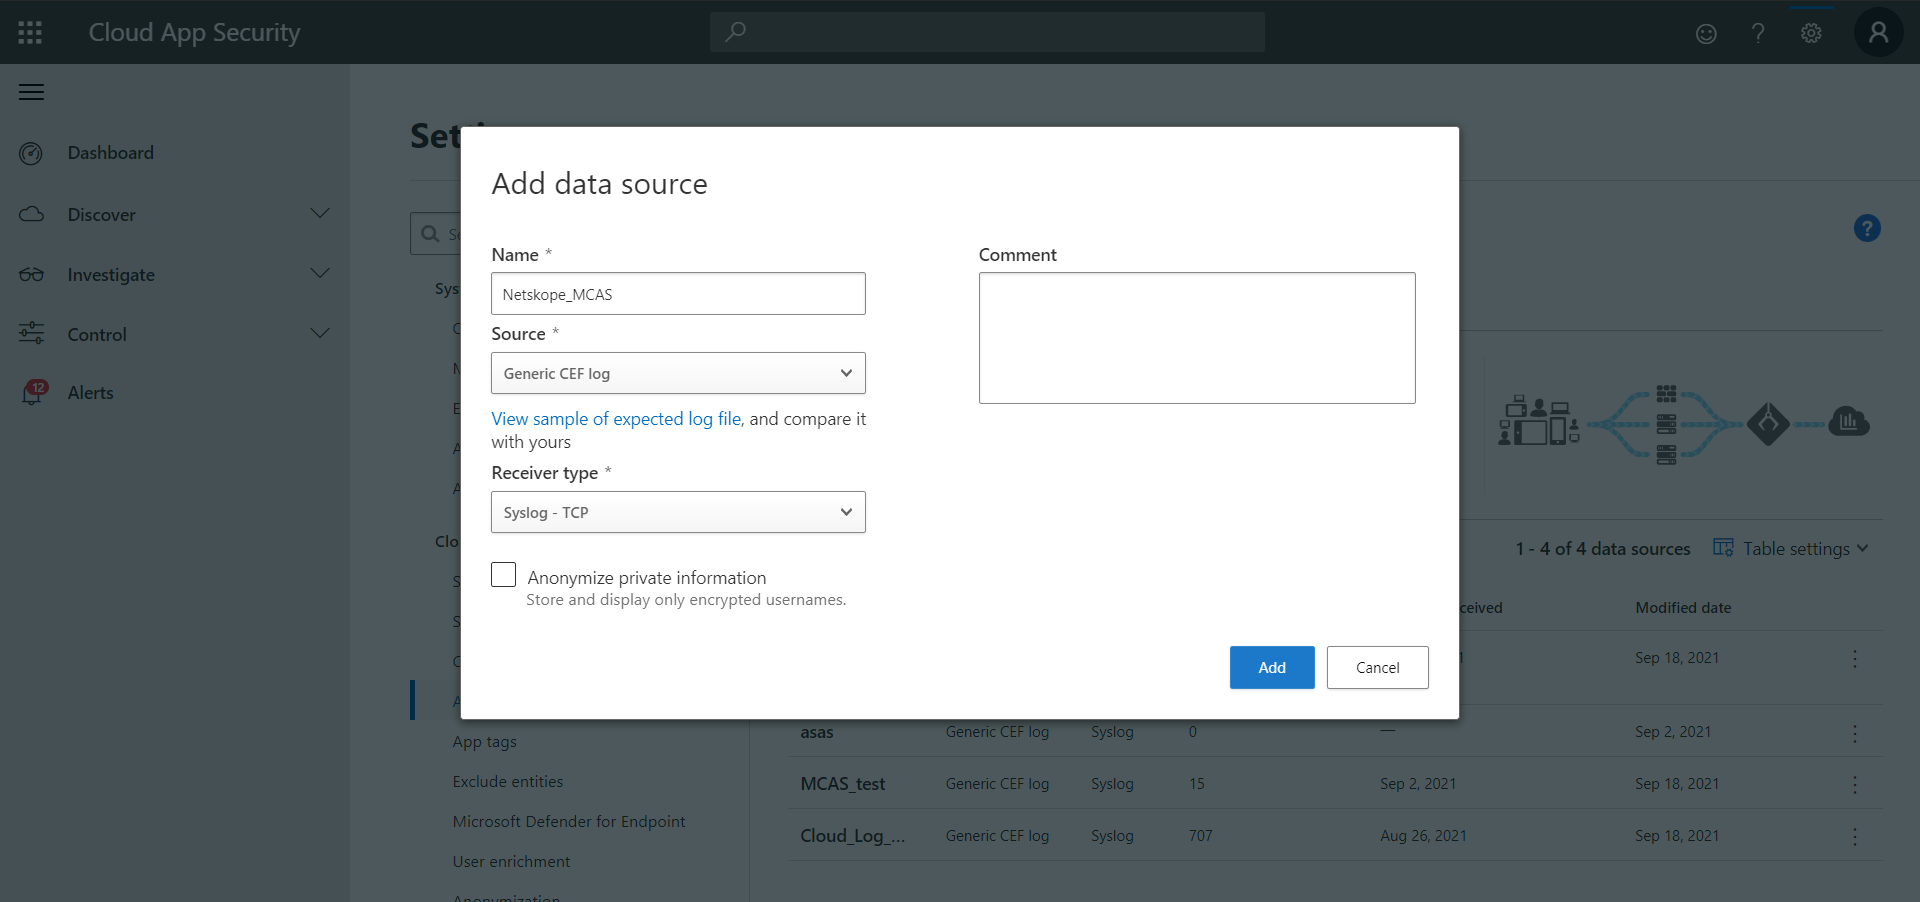 Cloud App Security
?
Dashboard
Discover
Investigate
Control
12
Alerts
?
Add data source
Name *
Netskope_MCAS
Source *
Generic CEF log
View sample of expected log file, and compare it
with yours
Receiver type *
Syslog - TCP
Anonymize private information
Store and display only encrypted usernames.
Comment
Add
Cancel
1 - 4 of 4 data sources
Table settings
Modified date
Sep 18, 2021
asas Generic CEF log Syslog 0 — Sep 2, 2021
MCAS_test Generic CEF log Syslog 15 Sep 2, 2021 Sep 18, 2021
Cloud_Log_... Generic CEF log Syslog 707 Aug 26, 2021 Sep 18, 2021
App tags
Exclude entities
Microsoft Defender for Endpoint
User enrichment